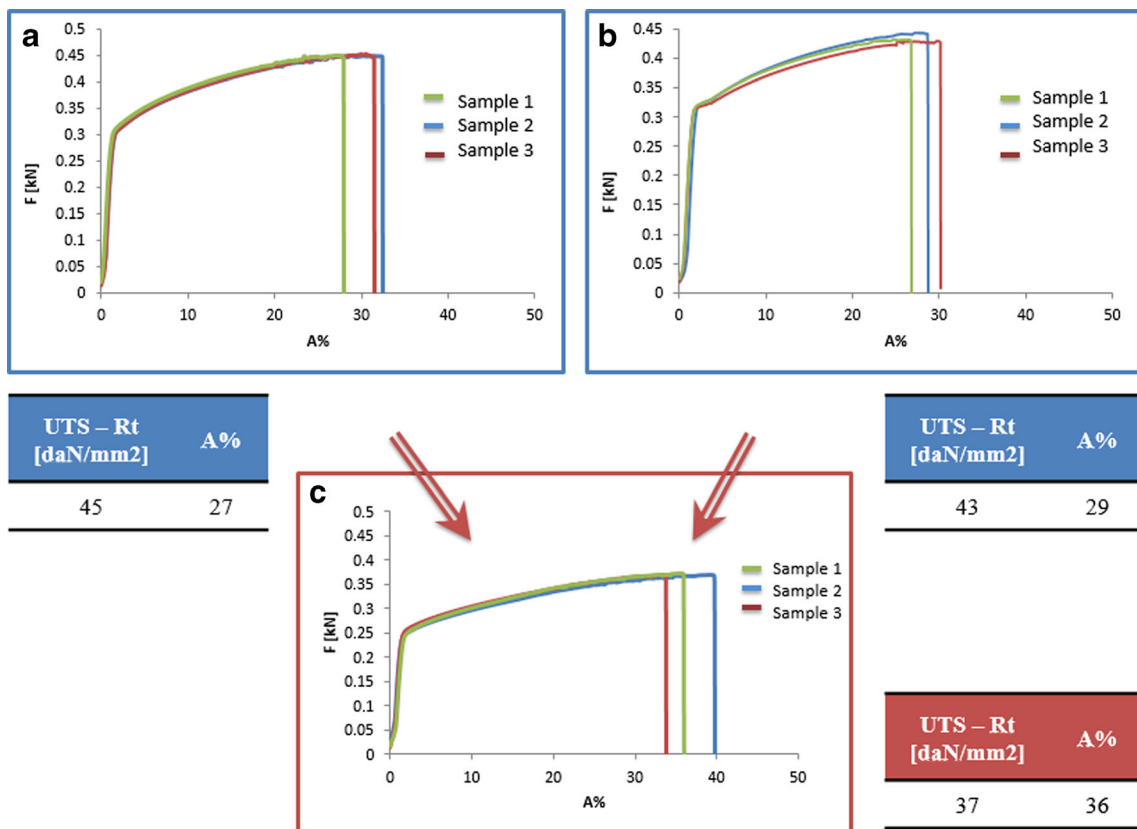 a
0.5
0.45
0.4
0.35
0.3
0.25
0.2
0.15
0.1
0.05
0
F [kN]
0 10 20 30 40 50
A%
Sample 1
Sample 2
Sample 3
b
0.45
0.4
0.35
0.3
0.25
0.2
0.15
0.1
0.05
0
F [kN]
0 10 20 30 40 50
A%
Sample 1
Sample 2
Sample 3
UTS – Rt A%
[daN/mm2]
45 27
UTS – Rt A%
[daN/mm2]
43 29
c
0.5
0.45
0.4
0.35
0.3
0.25
0.2
0.15
0.1
0.05
0
F [kN]
0 10 20 30 40 50
A%
Sample 1
Sample 2
Sample 3
UTS – Rt A%
[daN/mm2]
37 36